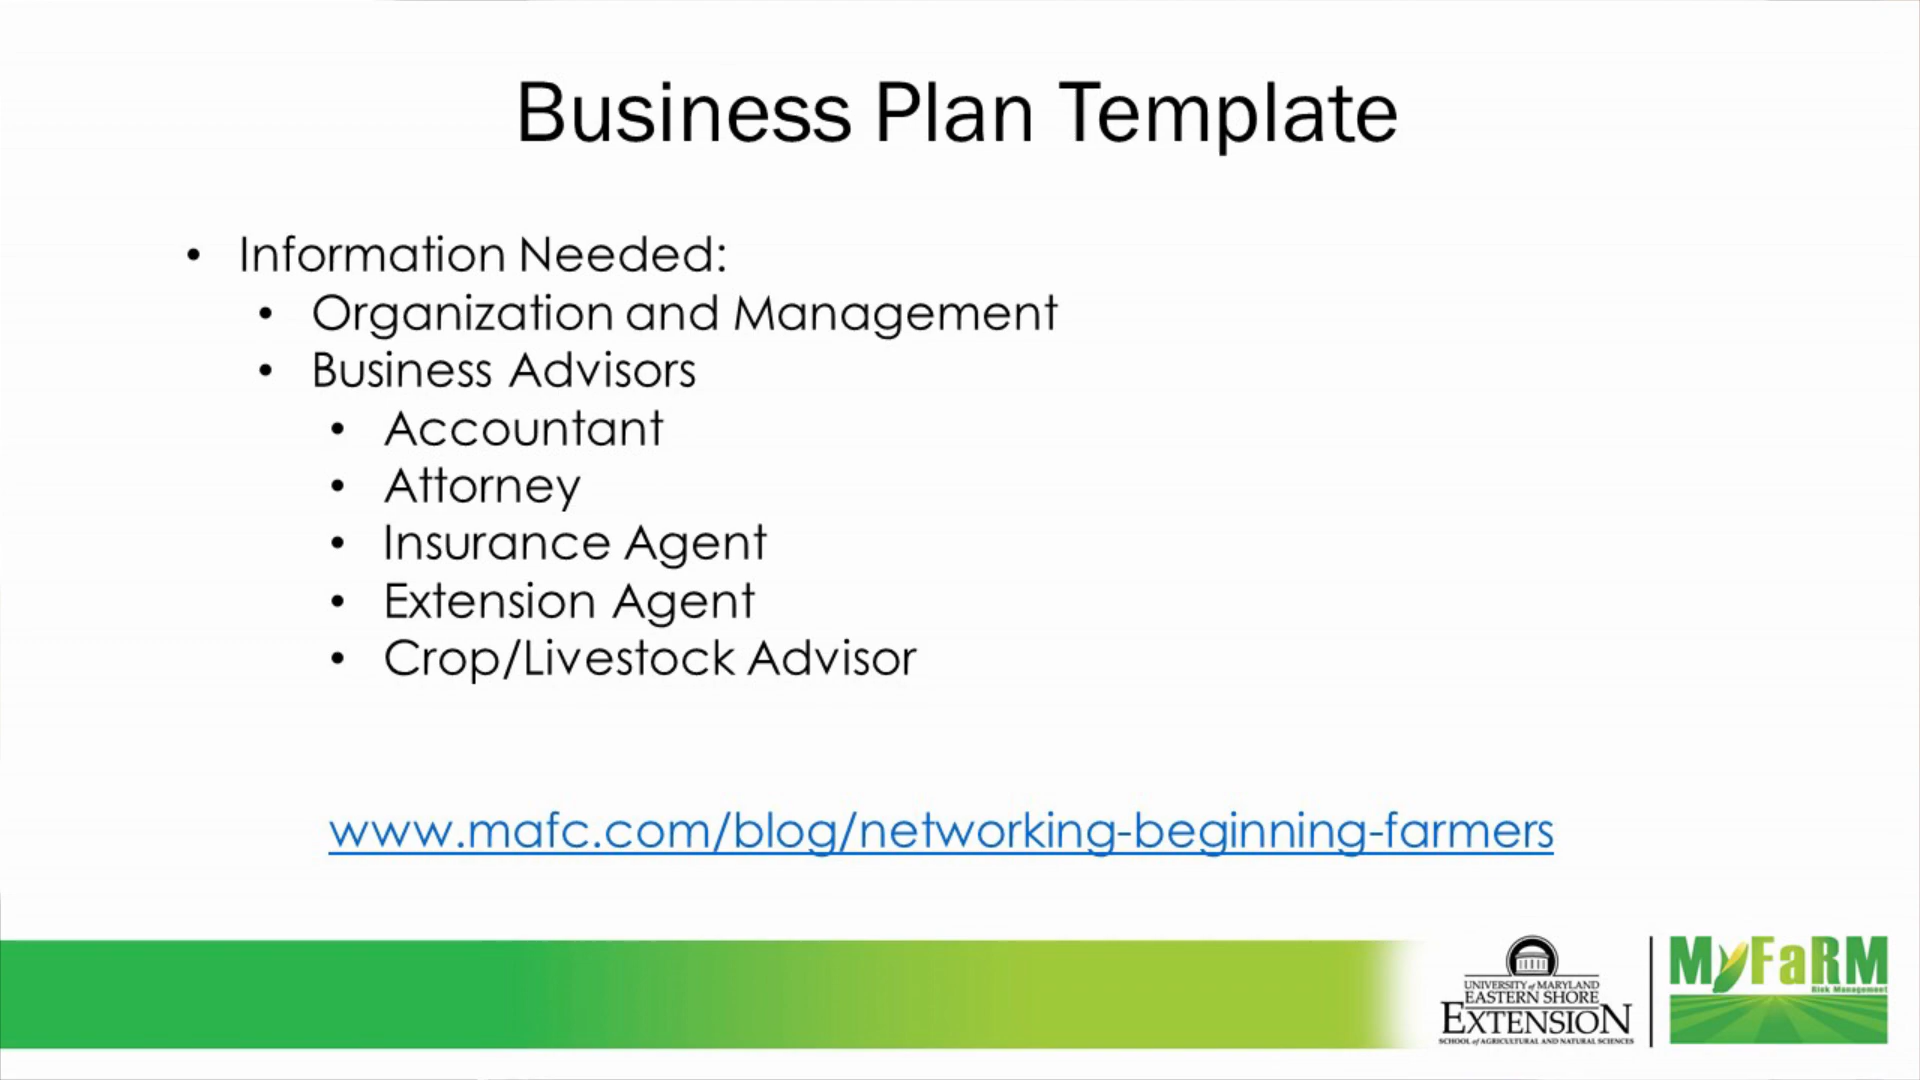 Business Plan Template
• Information Needed:
• Organization and Management
• Business Advisors
• Accountant
• Attorney
• Insurance Agent
• Extension Agent
• Crop/Livestock Advisor
www.mafc.com/blog/networking-beginning-farmers
UNIVERSITY of MARYLAND
EASTERN SHORE
EXTENSION
SCHOOL of AGRICULTURAL AND NATURAL SCIENCES
MyFaRM
Risk Management